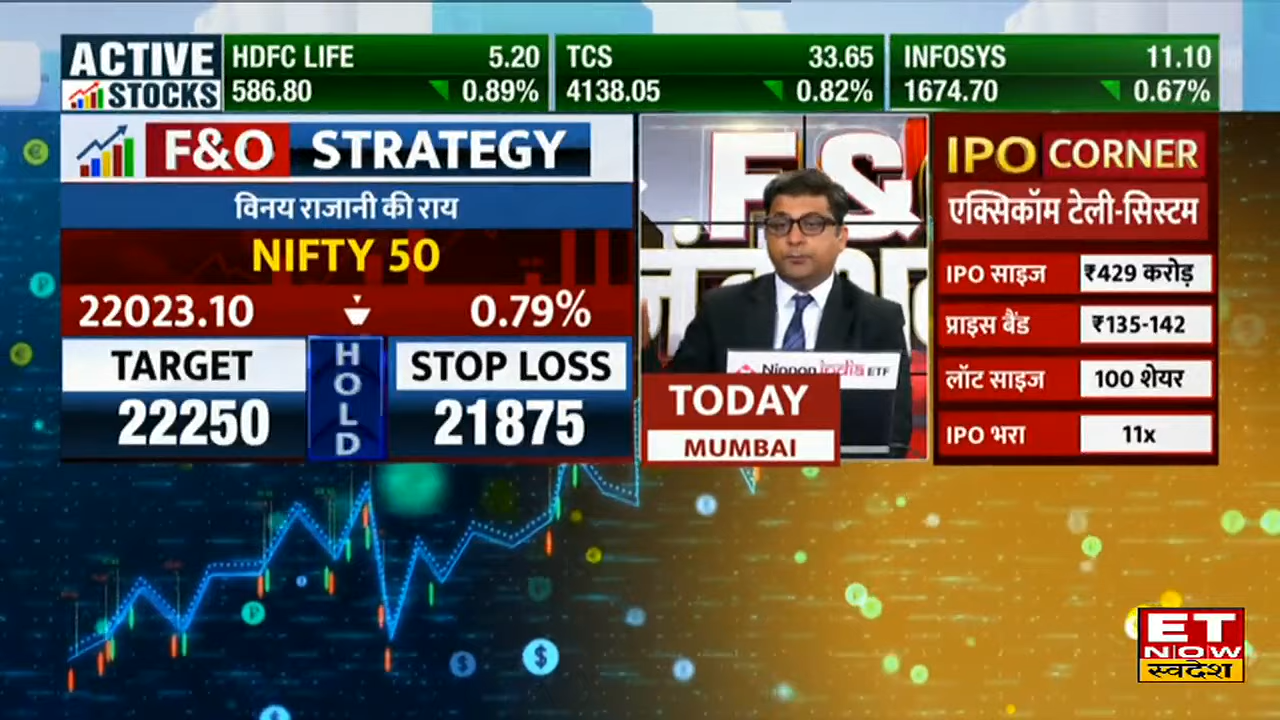 ACTIVE
STOCKS
HDFC LIFE 5.20
586.80 0.89%
TCS 33.65
4138.05 0.82%
INFOSYS 11.10
1674.70 0.67%
F&O STRATEGY
विनय राजानी की राय
NIFTY 50
22023.10 0.79%
TARGET
22250
HOLD
STOP LOSS
21875
F&
Nippon india ETF
TODAY
MUMBAI
IPO CORNER
एक्सिकॉम टेली-सिस्टम
IPO साइज ₹429 करोड़
प्राइस बैंड ₹135-142
लॉट साइज 100 शेयर
IPO भरा 11x
ET
NOW
स्वदेश